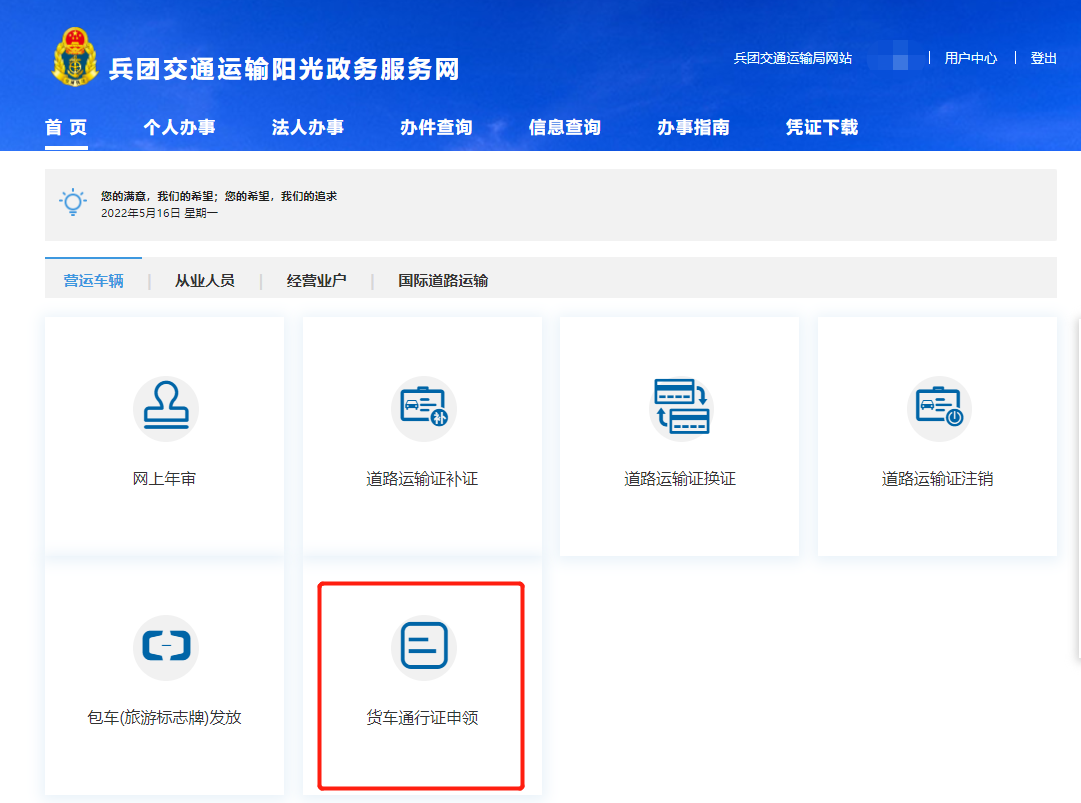 兵团交通运输阳光政务服务网
兵团交通运输局网站 | 用户中心 | 登出
首 页 个人办事 法人办事 办件查询 信息查询 办事指南 凭证下载
您的满意，我们的希望；您的希望，我们的追求
2022年5月16日 星期一
营运车辆 | 从业人员 | 经营业户 | 国际道路运输
补
网上年审 道路运输证补证 道路运输证换证 道路运输证注销
包车(旅游标志牌)发放 货车通行证申领